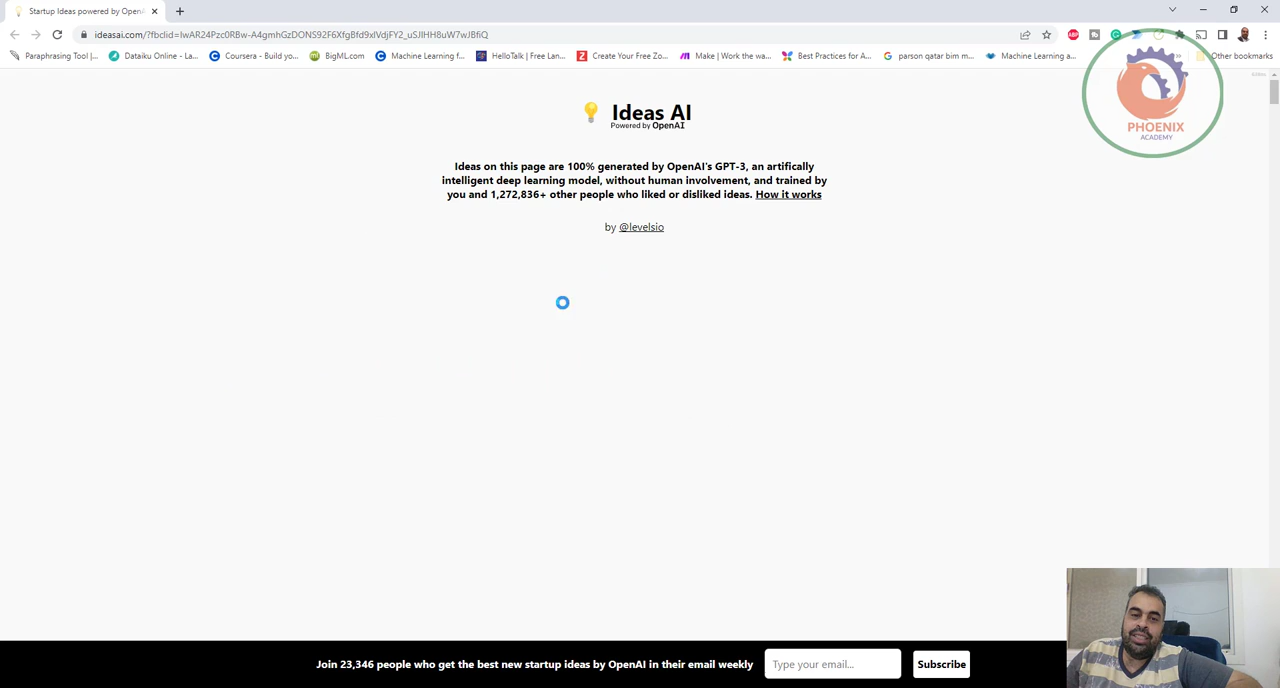 Startup Ideas powered by Open
ideasai.com/?fbclid=IwAR24Pzc0RBw-A4gmhGzDONS92F6XfgBfd9xlVdjFY2_uSJlHH8uW7wJBfiQ
Paraphrasing Tool |... Dataiku Online - La... Coursera - Build yo... BigML.com Machine Learning f... HelloTalk | Free Lan... Create Your Free Zo... Make | Work the wa... Best Practices for A... parson qatar bim m... Machine Learning a... » Other bookmarks
PHOENIX
ACADEMY
Ideas AI
Powered by OpenAI
Ideas on this page are 100% generated by OpenAI's GPT-3, an artifically
intelligent deep learning model, without human involvement, and trained by
you and 1,272,836+ other people who liked or disliked ideas. How it works
by @levelsio
Join 23,346 people who get the best new startup ideas by OpenAI in their email weekly Type your email... Subscribe